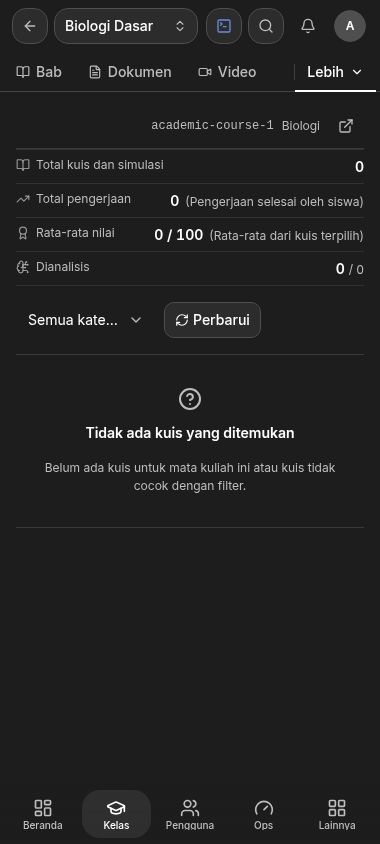 Biologi Dasar
A
Bab
Dokumen
Video
Lebih
academic-course-1 Biologi
Total kuis dan simulasi 0
Total pengerjaan 0 (Pengerjaan selesai oleh siswa)
Rata-rata nilai 0 / 100 (Rata-rata dari kuis terpilih)
Dianalisis 0 / 0
Semua kate...
Perbarui
Tidak ada kuis yang ditemukan
Belum ada kuis untuk mata kuliah ini atau kuis tidak
cocok dengan filter.
Beranda
Kelas
Pengguna
Ops
Lainnya